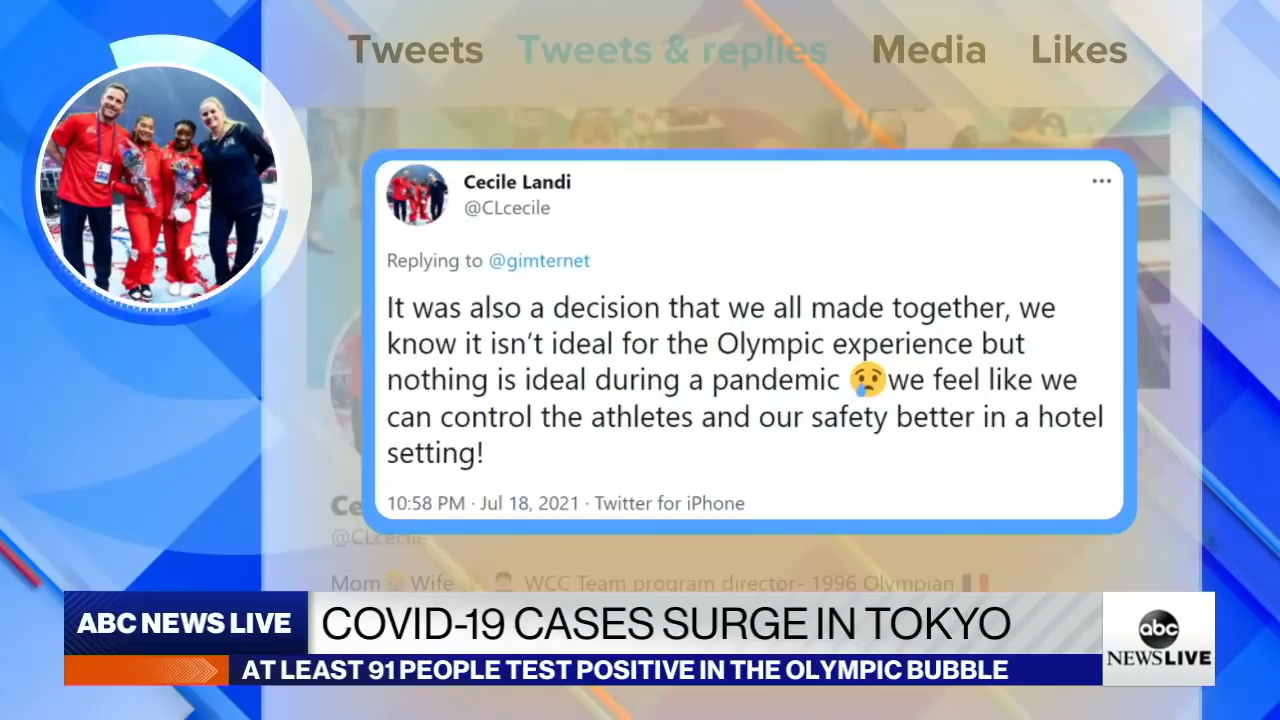 Tweets Tweets & replies Media Likes
Cecile Landi
@CLcecile
Replying to @gimternet
It was also a decision that we all made together, we
know it isn't ideal for the Olympic experience but
nothing is ideal during a pandemic 😢we feel like we
can control the athletes and our safety better in a hotel
setting!
10:58 PM · Jul 18, 2021 · Twitter for iPhone
Ce
@CLcecile
Mom Wife WCC Team program director- 1996 Olympian
ABC NEWS LIVE
COVID-19 CASES SURGE IN TOKYO
AT LEAST 91 PEOPLE TEST POSITIVE IN THE OLYMPIC BUBBLE
abc
NEWSLIVE